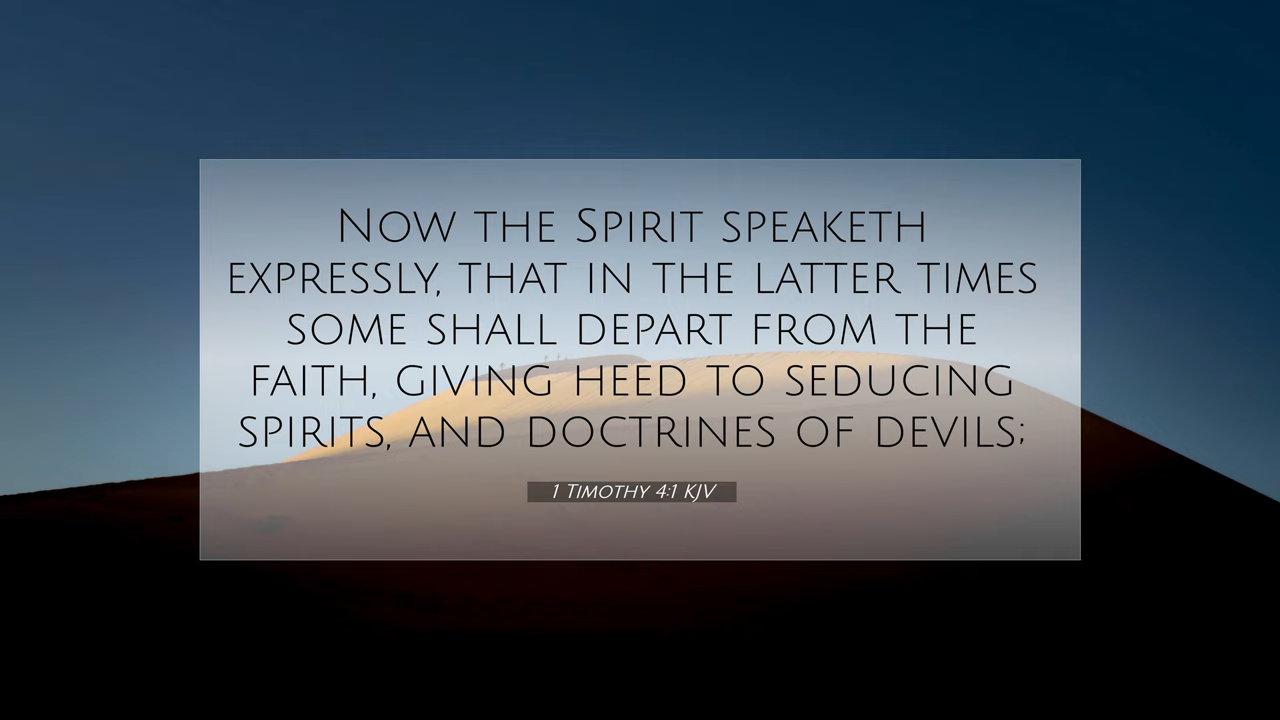 Now the Spirit speaketh
expressly, that in the latter times
some shall depart from the
faith, giving heed to seducing
spirits, and doctrines of devils;
1 Timothy 4:1 KJV